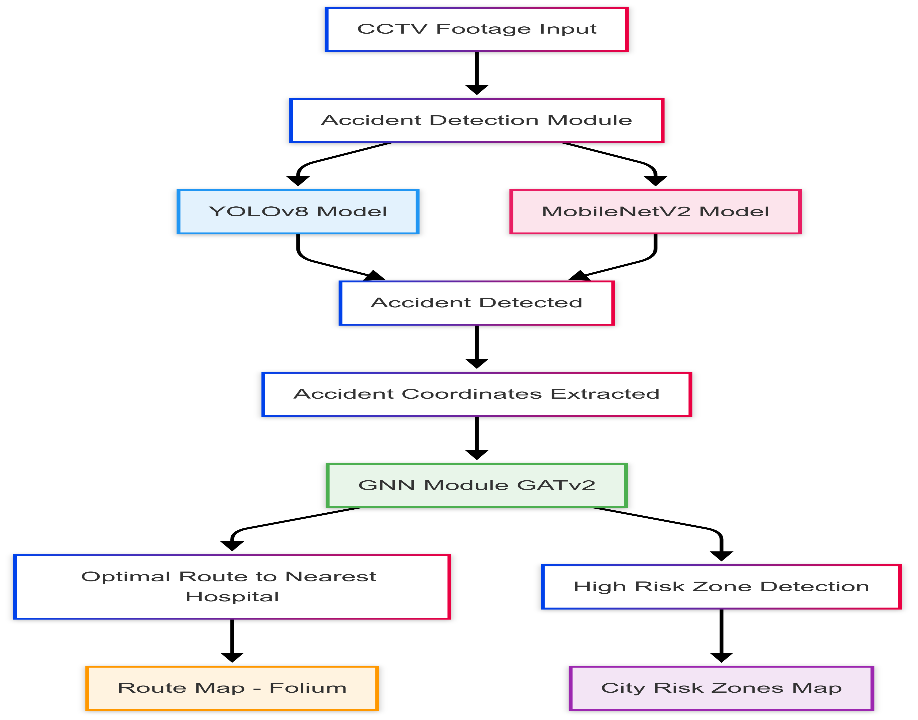 CCTV Footage Input
Accident Detection Module
YOLOv8 Model
MobileNetV2 Model
Accident Detected
Accident Coordinates Extracted
GNN Module GATv2
Optimal Route to Nearest
Hospital
High Risk Zone Detection
Route Map - Folium
City Risk Zones Map